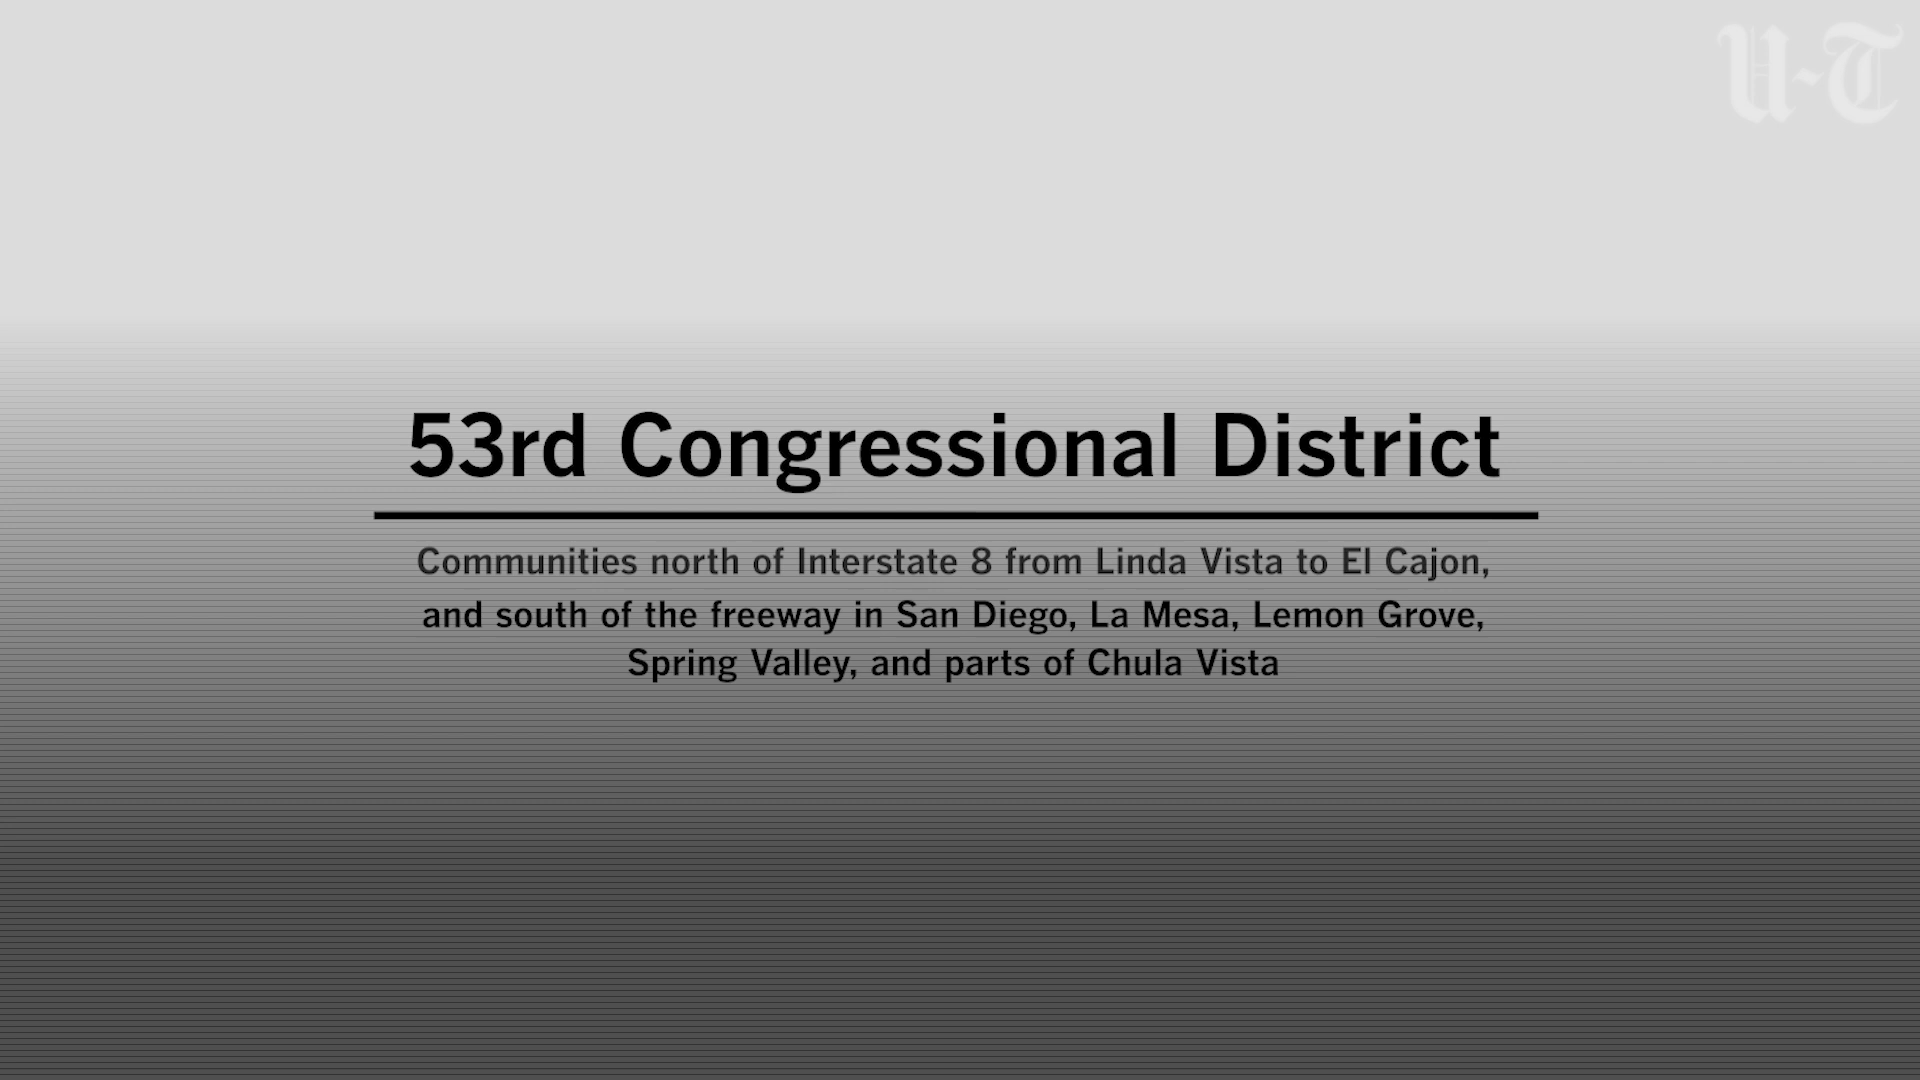 U-T
53rd Congressional District
Communities north of Interstate 8 from Linda Vista to El Cajon,
and south of the freeway in San Diego, La Mesa, Lemon Grove,
Spring Valley, and parts of Chula Vista